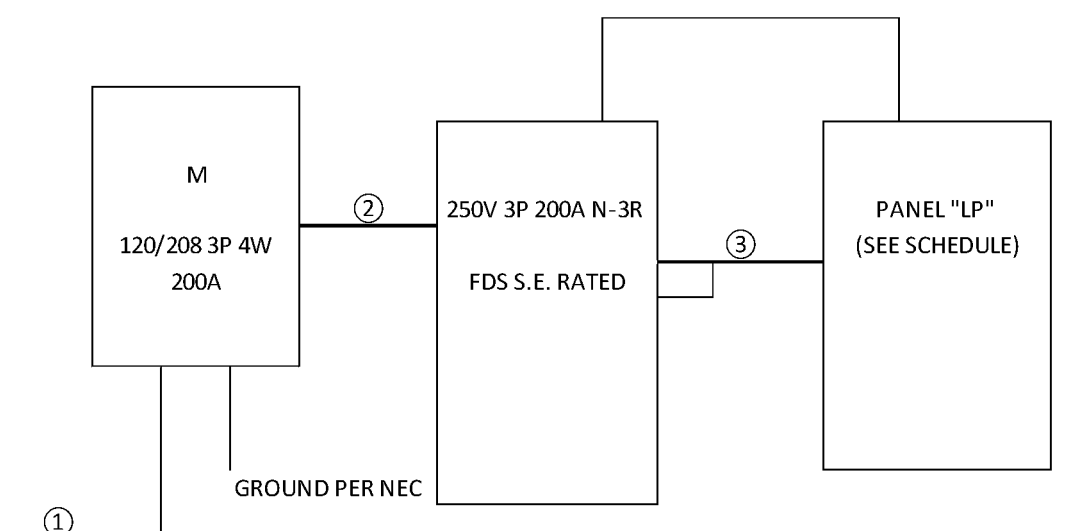 M
120/208 3P 4W
200A
②
250V 3P 200A N-3R
FDS S.E. RATED
③
PANEL "LP"
(SEE SCHEDULE)
GROUND PER NEC
①